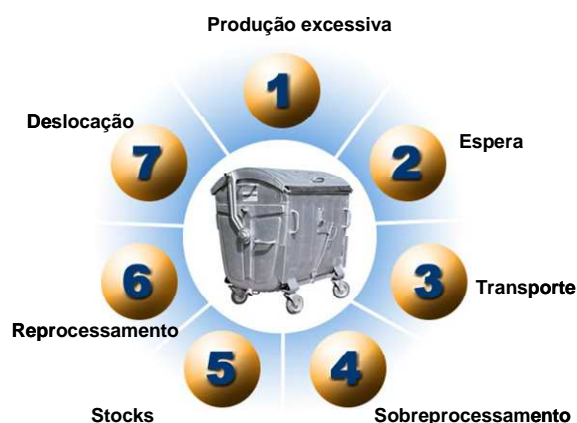 Produção excessiva
1
Deslocação
7
2
Espera
6
3
Transporte
Reprocessamento
5
4
Stocks
Sobreprocessamento